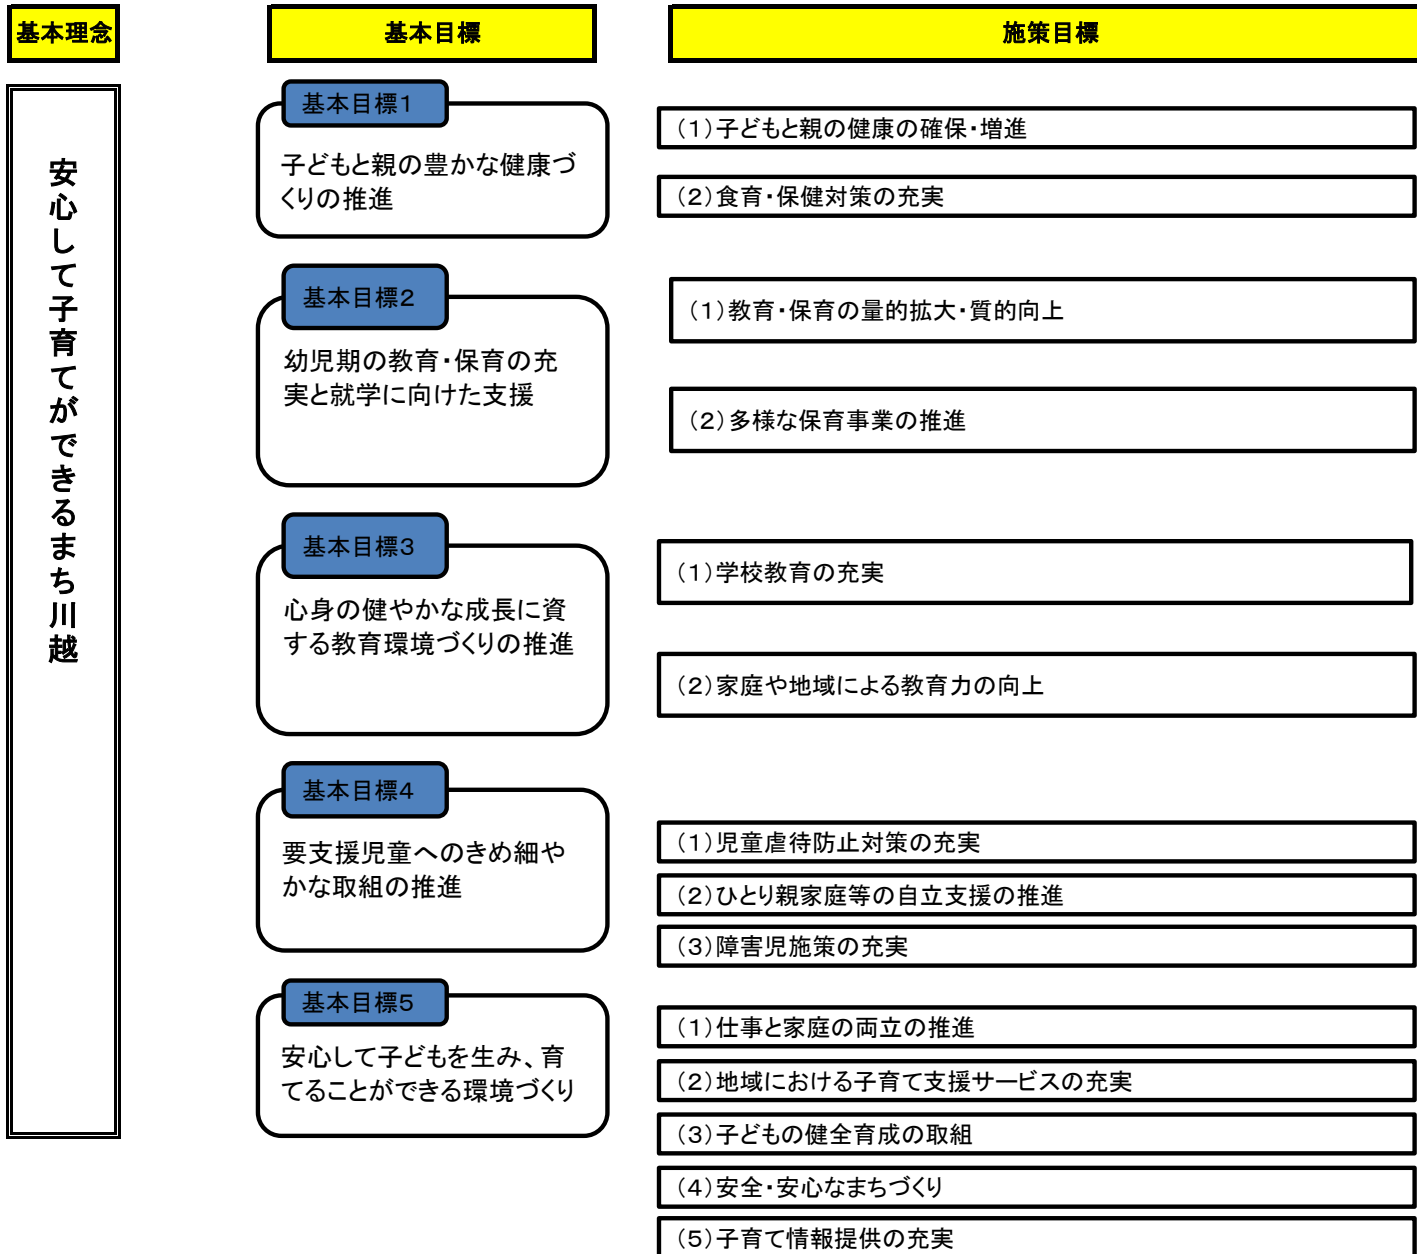 基本理念
基本目標
施策目標
安心して子育てができるまち川越
基本目標1
子どもと親の豊かな健康づ
くりの推進
(1)子どもと親の健康の確保・増進
(2)食育・保健対策の充実
基本目標2
幼児期の教育・保育の充
実と就学に向けた支援
(1)教育・保育の量的拡大・質的向上
(2)多様な保育事業の推進
基本目標3
心身の健やかな成長に資
する教育環境づくりの推進
(1)学校教育の充実
(2)家庭や地域による教育力の向上
基本目標4
要支援児童へのきめ細や
かな取組の推進
(1)児童虐待防止対策の充実
(2)ひとり親家庭等の自立支援の推進
(3)障害児施策の充実
基本目標5
安心して子どもを生み、育
てることができる環境づくり
(1)仕事と家庭の両立の推進
(2)地域における子育て支援サービスの充実
(3)子どもの健全育成の取組
(4)安全・安心なまちづくり
(5)子育て情報提供の充実